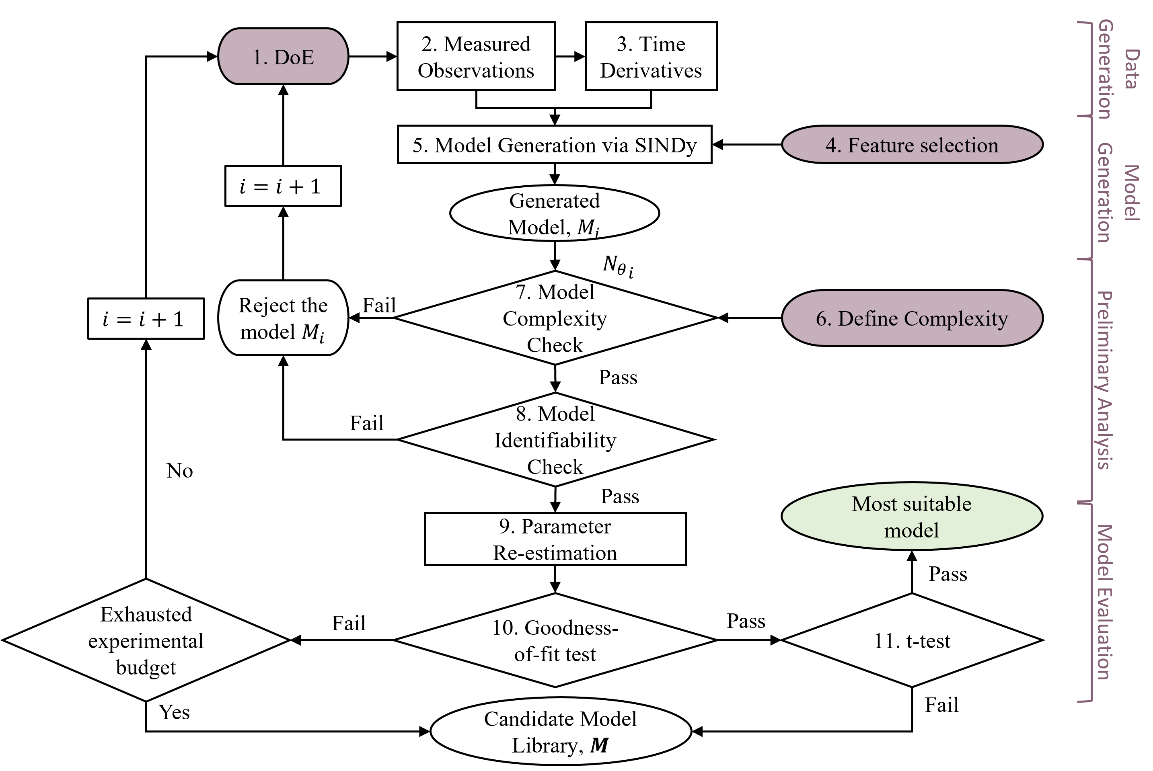 1. DoE
2. Measured
Observations
3. Time
Derivatives
Data
Generation
5. Model Generation via SINDy
4. Feature selection
Model
Generation
i = i + 1
Generated
Model, M_i
N_{θ_i}
Reject the
model M_i
Fail
7. Model
Complexity
Check
6. Define Complexity
i = i + 1
Preliminary Analysis
Pass
Fail
8. Model
Identifiability
Check
No
Pass
Most suitable
model
9. Parameter
Re-estimation
Model Evaluation
Pass
Exhausted
experimental
budget
Fail
10. Goodness-
of-fit test
Pass
11. t-test
Yes
Fail
Candidate Model
Library, M